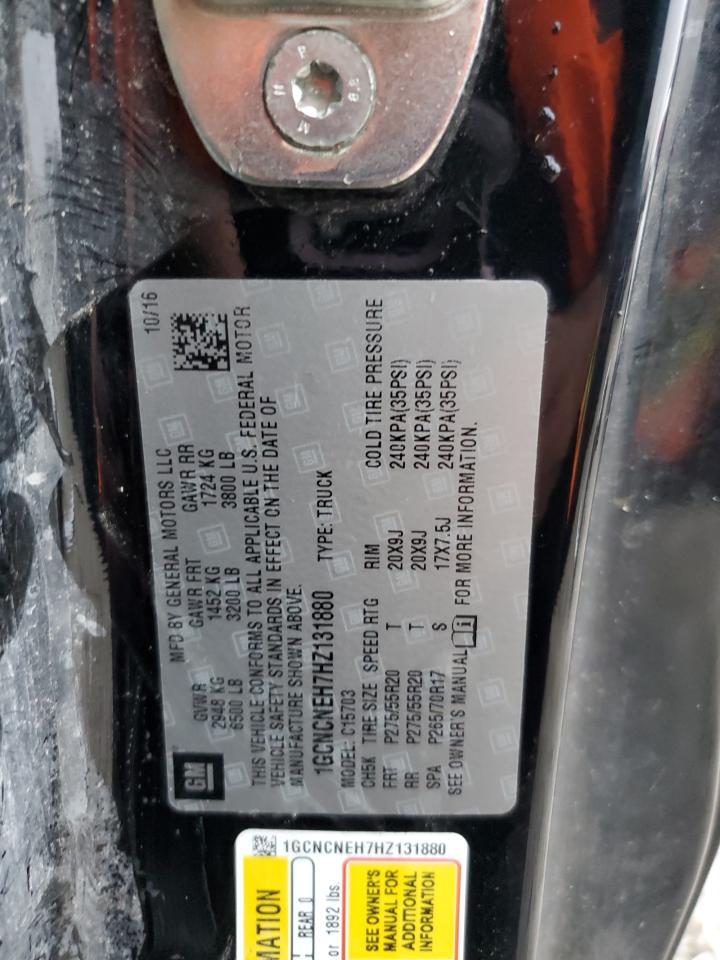 MFD BY GENERAL MOTORS LLC 10/16
GM
GVWR GAWR FRT GAWR RR
2948 KG 1452 KG 1724 KG
6500 LB 3200 LB 3800 LB
THIS VEHICLE CONFORMS TO ALL APPLICABLE U.S. FEDERAL MOTOR
VEHICLE SAFETY STANDARDS IN EFFECT ON THE DATE OF
MANUFACTURE SHOWN ABOVE.
1GCNCNEH7HZ131880 TYPE: TRUCK
MODEL: C15703
CH5K TIRE SIZE SPEED RTG RIM COLD TIRE PRESSURE
FRT P275/55R20 T 20X9J 240KPA(35PSI)
RR P275/55R20 T 20X9J 240KPA(35PSI)
SPA P265/70R17 S 17X7.5J 240KPA(35PSI)
SEE OWNER'S MANUAL FOR MORE INFORMATION.
1GCNCNEH7HZ131880
MATION
REAR 0
or 1892 lbs
SEE OWNER'S
MANUAL FOR
ADDITIONAL
INFORMATION
8.8